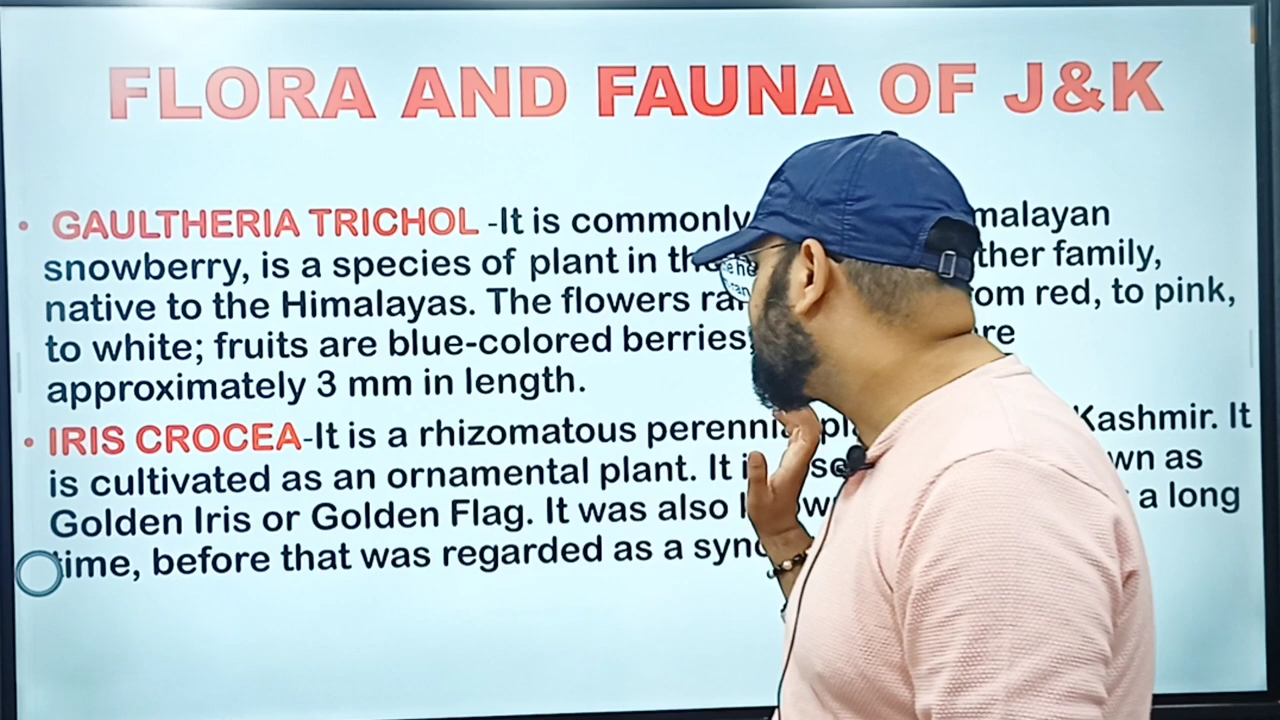 FLORA AND FAUNA OF J&K
• GAULTHERIA TRICHOL -It is commonly malayan
snowberry, is a species of plant in the ther family,
native to the Himalayas. The flowers ra om red, to pink,
to white; fruits are blue-colored berries; re
approximately 3 mm in length.
• IRIS CROCEA-It is a rhizomatous perennial Kashmir. It
is cultivated as an ornamental plant. It wn as
Golden Iris or Golden Flag. It was also a long
time, before that was regarded as a